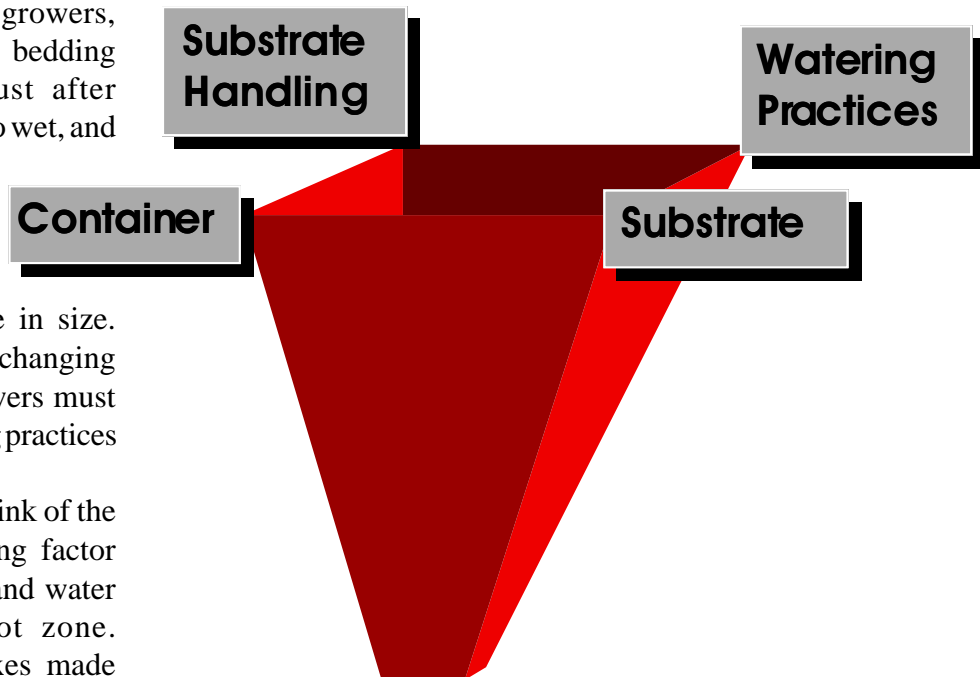 growers,
bedding
ust after
o wet, and
e in size.
changing
vers must
practices
ink of the
ng factor
and water
ot zone.
kes made
Substrate
Handling
Watering
Practices
Container
Substrate